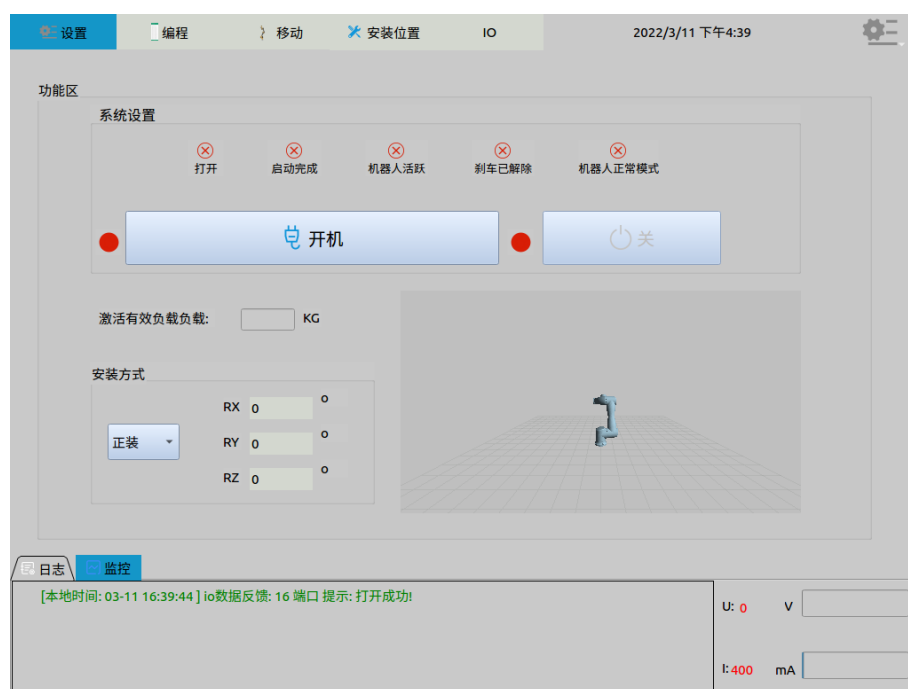 设置 编程 移动 安装位置 IO 2022/3/11 下午4:39
功能区
系统设置
打开 启动完成 机器人活跃 刹车已解除 机器人正常模式
开机 关
激活有效负载负载: KG
安装方式
RX 0 o
正装 RY 0 o
RZ 0 o
日志 监控
[本地时间: 03-11 16:39:44 ] io数据反馈: 16 端口 提示: 打开成功!
U: 0 V
I: 400 mA